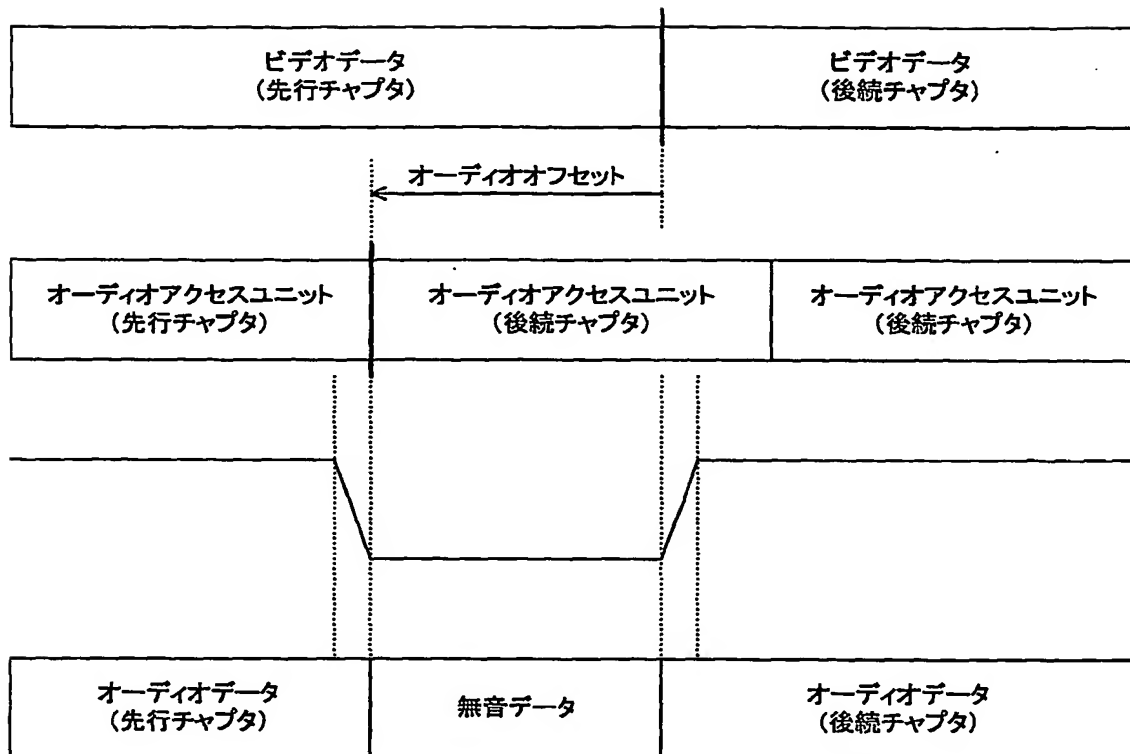 ビデオデータ
(先行チャプタ)
ビデオデータ
(後続チャプタ)
オーディオオフセット
オーディオアクセスユニット
(先行チャプタ)
オーディオアクセスユニット
(後続チャプタ)
オーディオアクセスユニット
(後続チャプタ)
オーディオデータ
(先行チャプタ)
無音データ
オーディオデータ
(後続チャプタ)